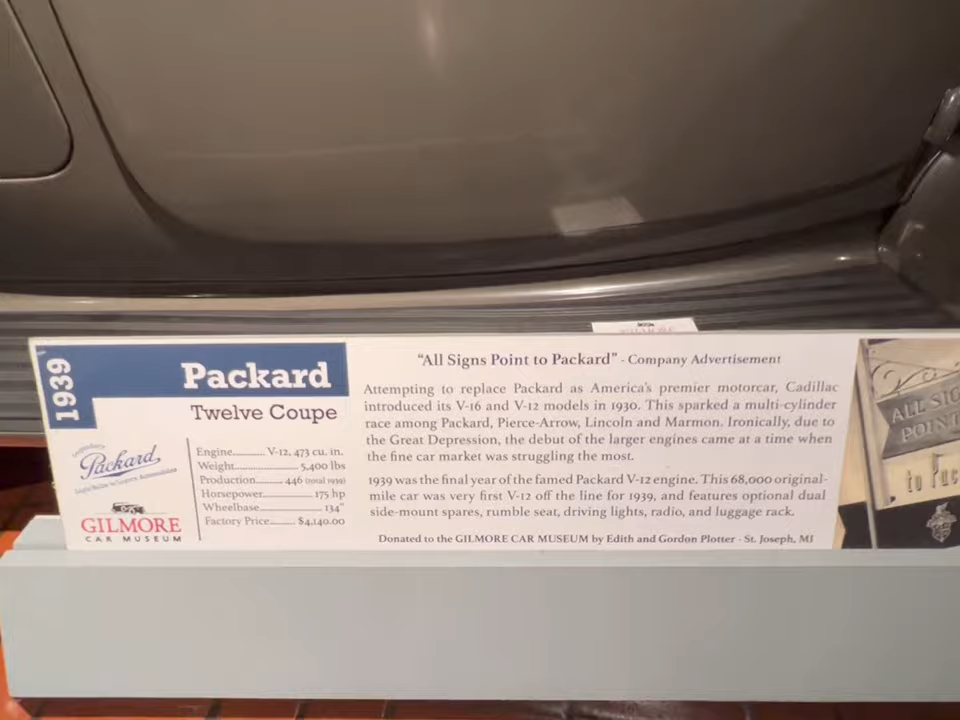 GILMORE
1939
Packard
Twelve Coupe
Packard
GILMORE
CAR MUSEUM
Engine......... V-12, 473 cu. in.
Weight................. 5,400 lbs
Production....... 446 (total 1939)
Horsepower............ 175 hp
Wheelbase................ 134"
Factory Price....... $4,140.00
"All Signs Point to Packard" - Company Advertisement
Attempting to replace Packard as America's premier motorcar, Cadillac
introduced its V-16 and V-12 models in 1930. This sparked a multi-cylinder
race among Packard, Pierce-Arrow, Lincoln and Marmon. Ironically, due to
the Great Depression, the debut of the larger engines came at a time when
the fine car market was struggling the most.
1939 was the final year of the famed Packard V-12 engine. This 68,000 original-
mile car was very first V-12 off the line for 1939, and features optional dual
side-mount spares, rumble seat, driving lights, radio, and luggage rack.
Donated to the GILMORE CAR MUSEUM by Edith and Gordon Plotter - St. Joseph, MI
ALL SIG
POINT
to Pac